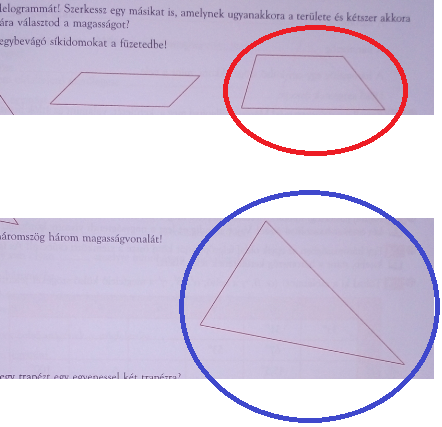 lelogrammát! Szerkessz egy másikat is, amelynek ugyanakkora a területe és kétszer akkora
ára választod a magasságot?
egybevágó síkidomokat a füzetedbe!
áromszög három magasságvonalát!
egy trapézt egy egyenessel két trapézra?